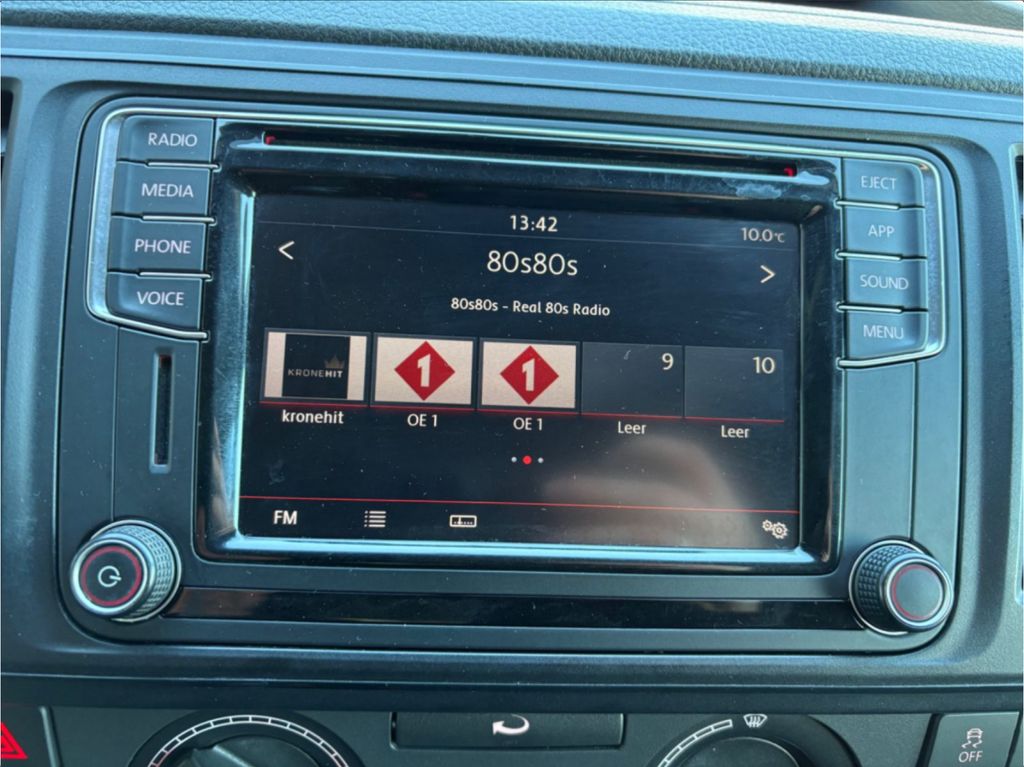 RADIO
MEDIA
PHONE
VOICE
EJECT
APP
SOUND
MENU
13:42
10.0°C
<
80s80s
>
80s80s - Real 80s Radio
KRONEHIT
1
1
9
10
kronehit
OE 1
OE 1
Leer
Leer
FM
OFF